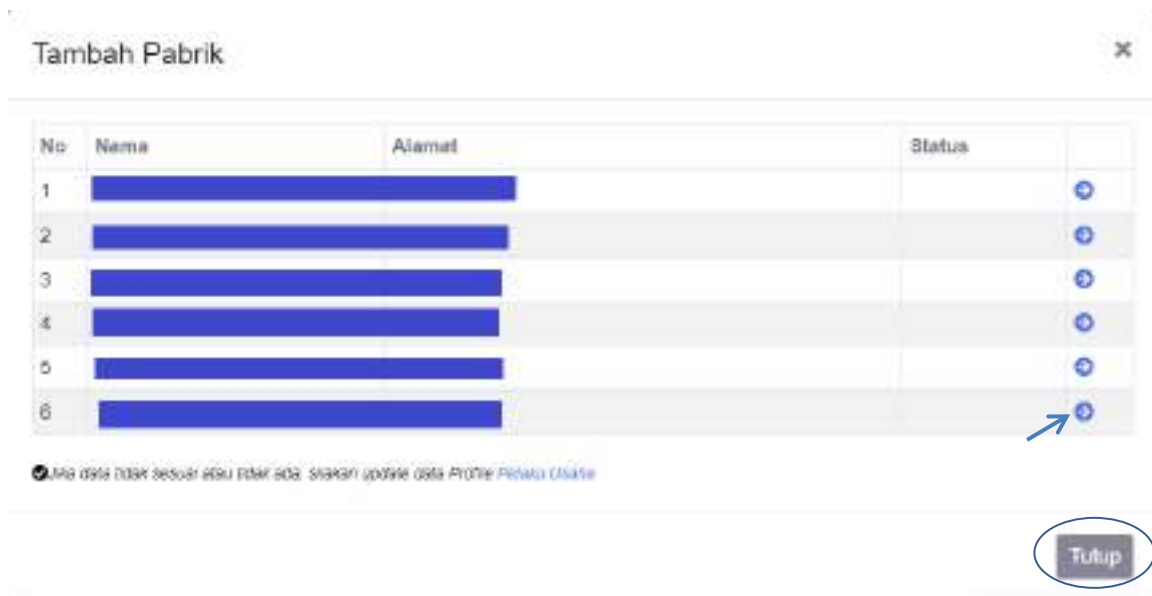 Tambah Pabrik
No Nama Alamat Status
1
2
3
4
5
6
Jika data tidak sesuai atau tidak ada, silakan update data Profile Pelaku Usaha
Tutup